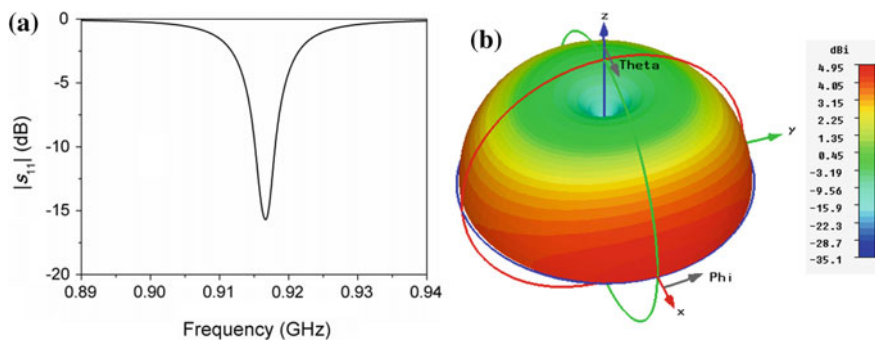 (a)
0
-5
-10
-15
-20
|s11| (dB)
0.89 0.90 0.91 0.92 0.93 0.94
Frequency (GHz)
(b)
z
Theta
y
Phi
x
dBi
4.95
4.05
3.15
2.25
1.35
0.45
-3.19
-9.56
-15.9
-22.3
-28.7
-35.1